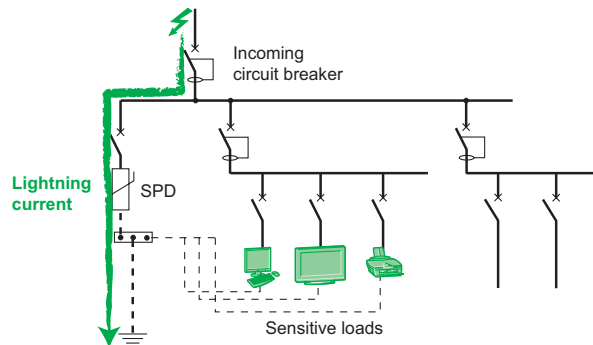 Incoming
circuit breaker
Lightning
current
SPD
Sensitive loads